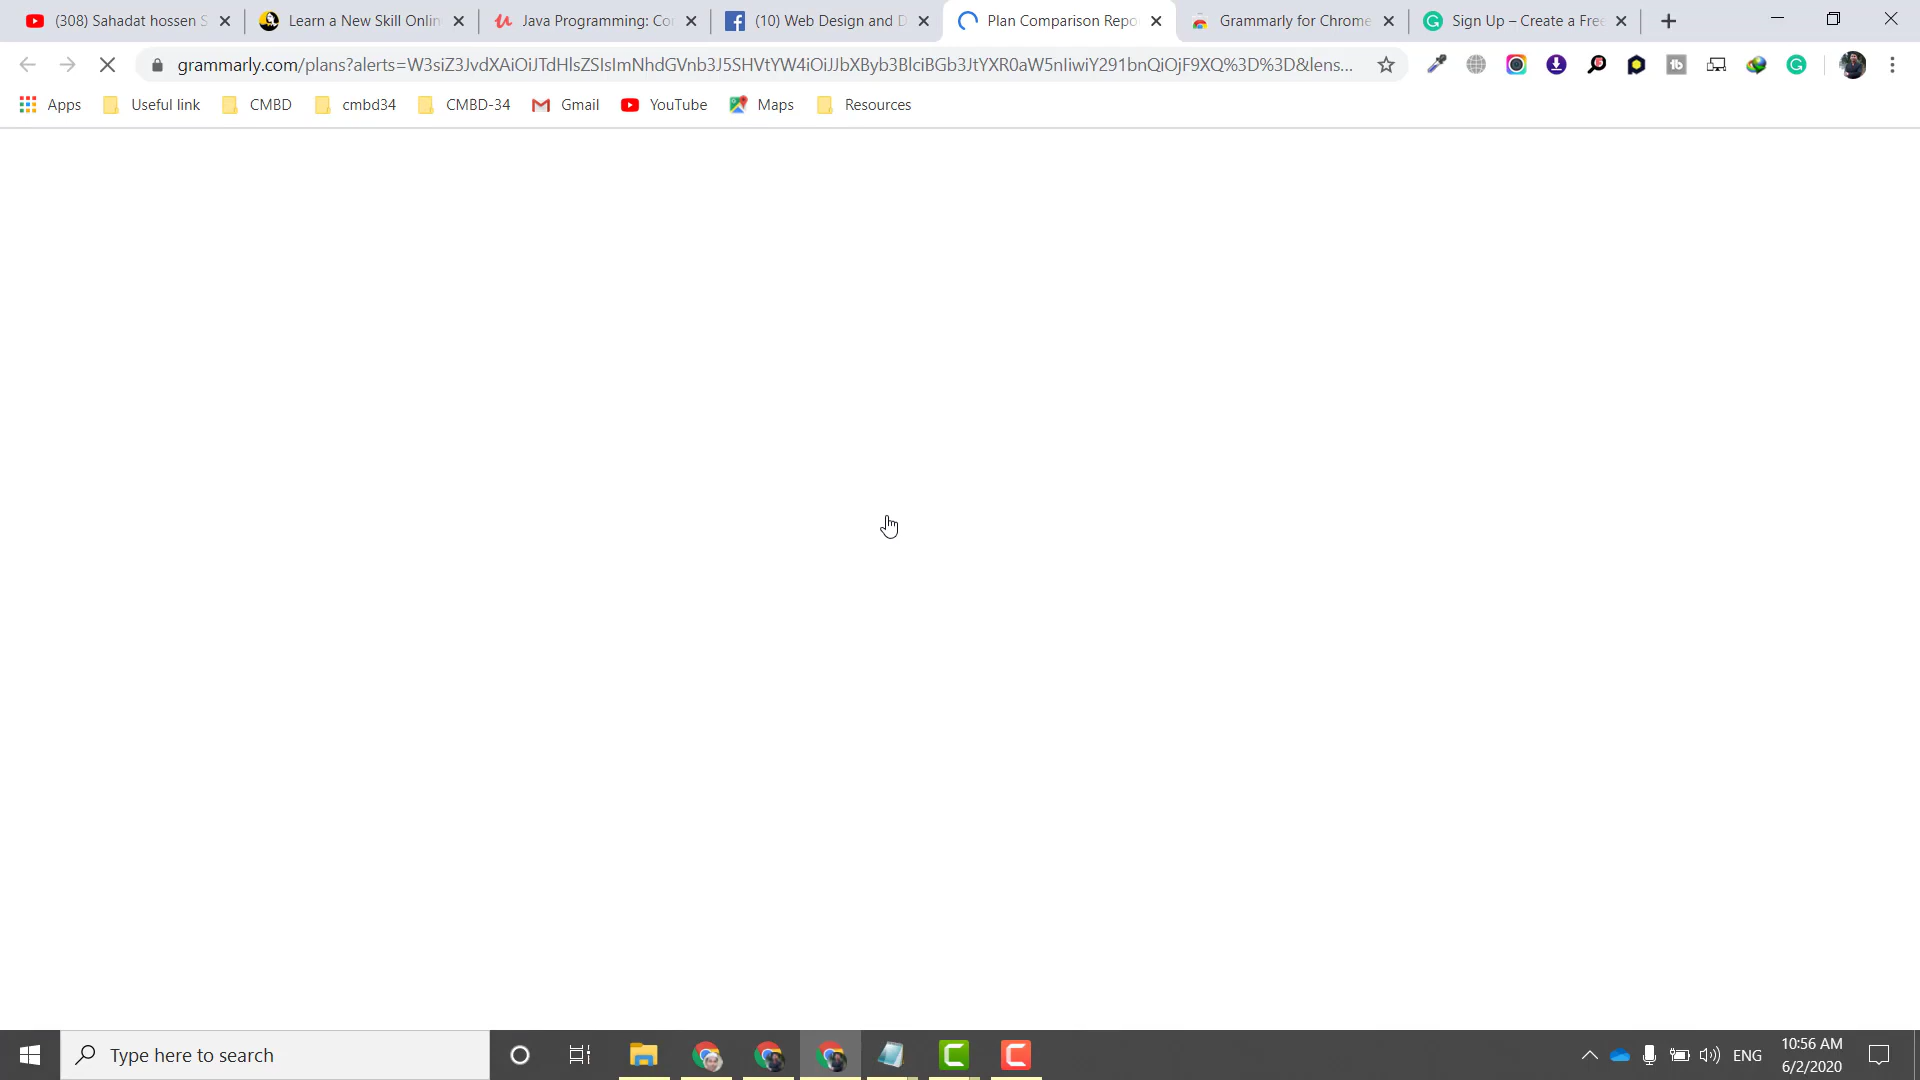 (308) Sahadat hossen S
Learn a New Skill Onlin
Java Programming: Co
(10) Web Design and D
Plan Comparison Repo
Grammarly for Chrome
Sign Up – Create a Free
grammarly.com/plans?alerts=W3siZ3JvdXAiOiJTdHlsZSIsImNhdGVnb3J5SHVtYW4iOiJJbXByb3BlciBGb3JtYXR0aW5nIiwiY291bnQiOjF9XQ%3D%3D&lens...
Apps
Useful link
CMBD
cmbd34
CMBD-34
Gmail
YouTube
Maps
Resources
Type here to search
ENG
10:56 AM
6/2/2020